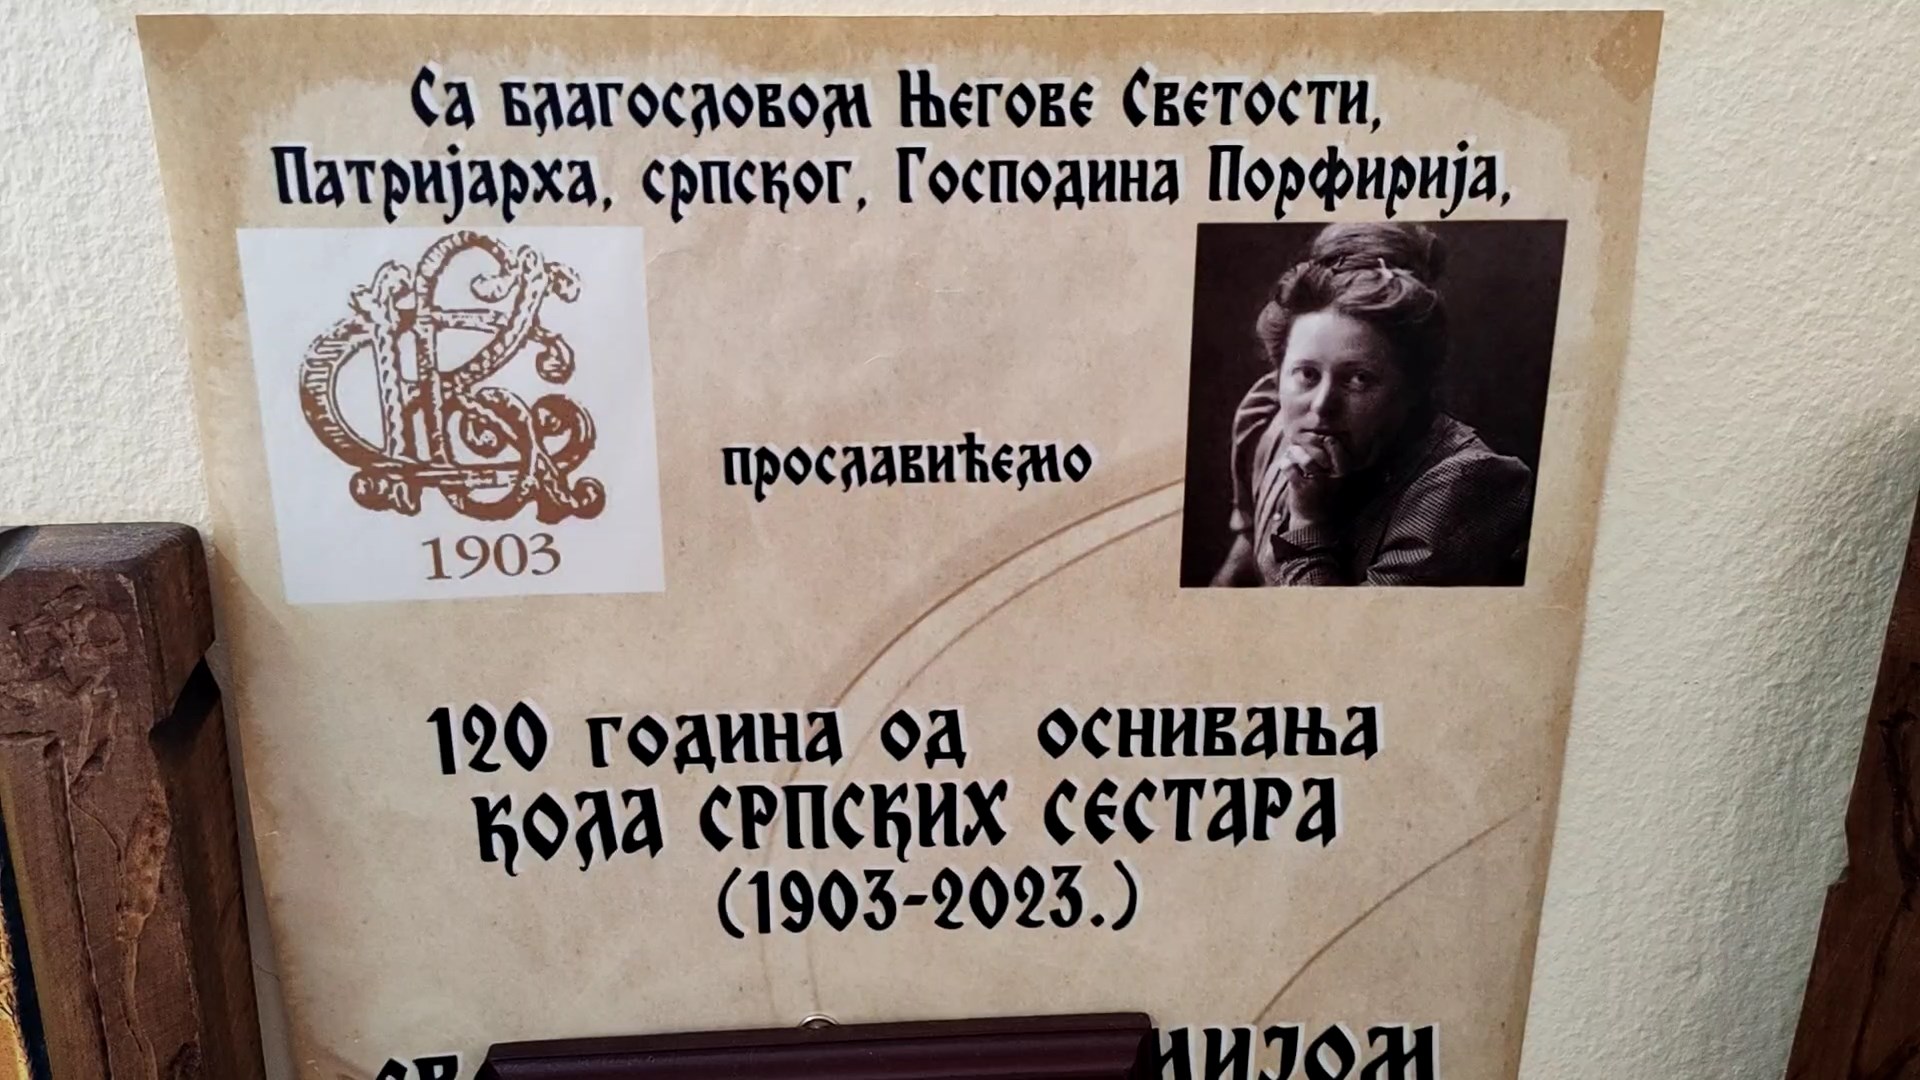 Са благословом Његове Светости,
Патријарха, српског, Господина Порфирија,
1903
прославићемо
120 година од оснивања
КОЛА СРПСКИХ СЕСТАРА
(1903-2023.)